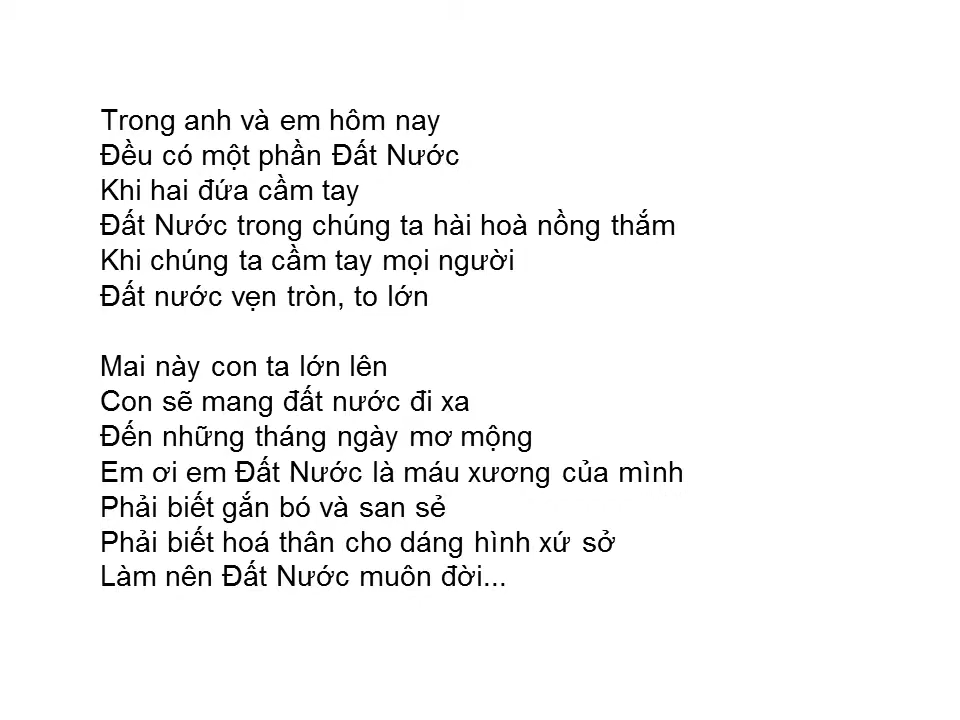 Trong anh và em hôm nay
Đều có một phần Đất Nước
Khi hai đứa cầm tay
Đất Nước trong chúng ta hài hoà nồng thắm
Khi chúng ta cầm tay mọi người
Đất nước vẹn tròn, to lớn
Mai này con ta lớn lên
Con sẽ mang đất nước đi xa
Đến những tháng ngày mơ mộng
Em ơi em Đất Nước là máu xương của mình
Phải biết gắn bó và san sẻ
Phải biết hoá thân cho dáng hình xứ sở
Làm nên Đất Nước muôn đời...